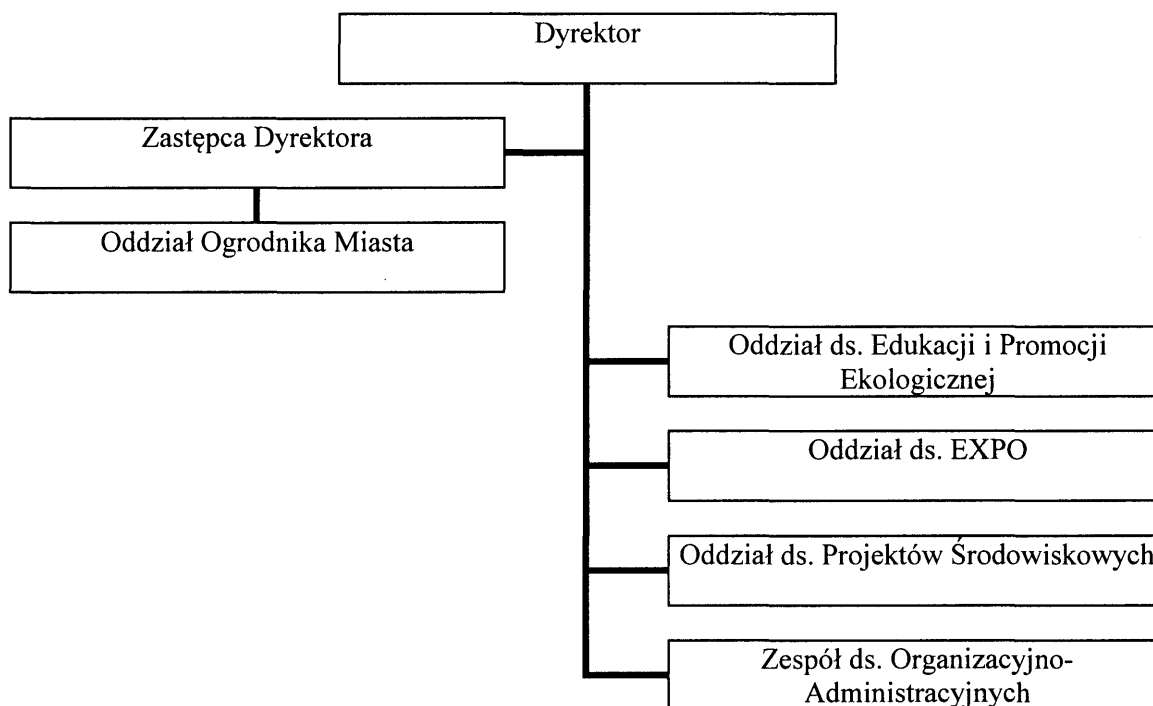 Dyrektor
Zastępca Dyrektora
Oddział Ogrodnika Miasta
Oddział ds. Edukacji i Promocji
Ekologicznej
Oddział ds. EXPO
Oddział ds. Projektów Środowiskowych
Zespół ds. Organizacyjno-
Administracyjnych